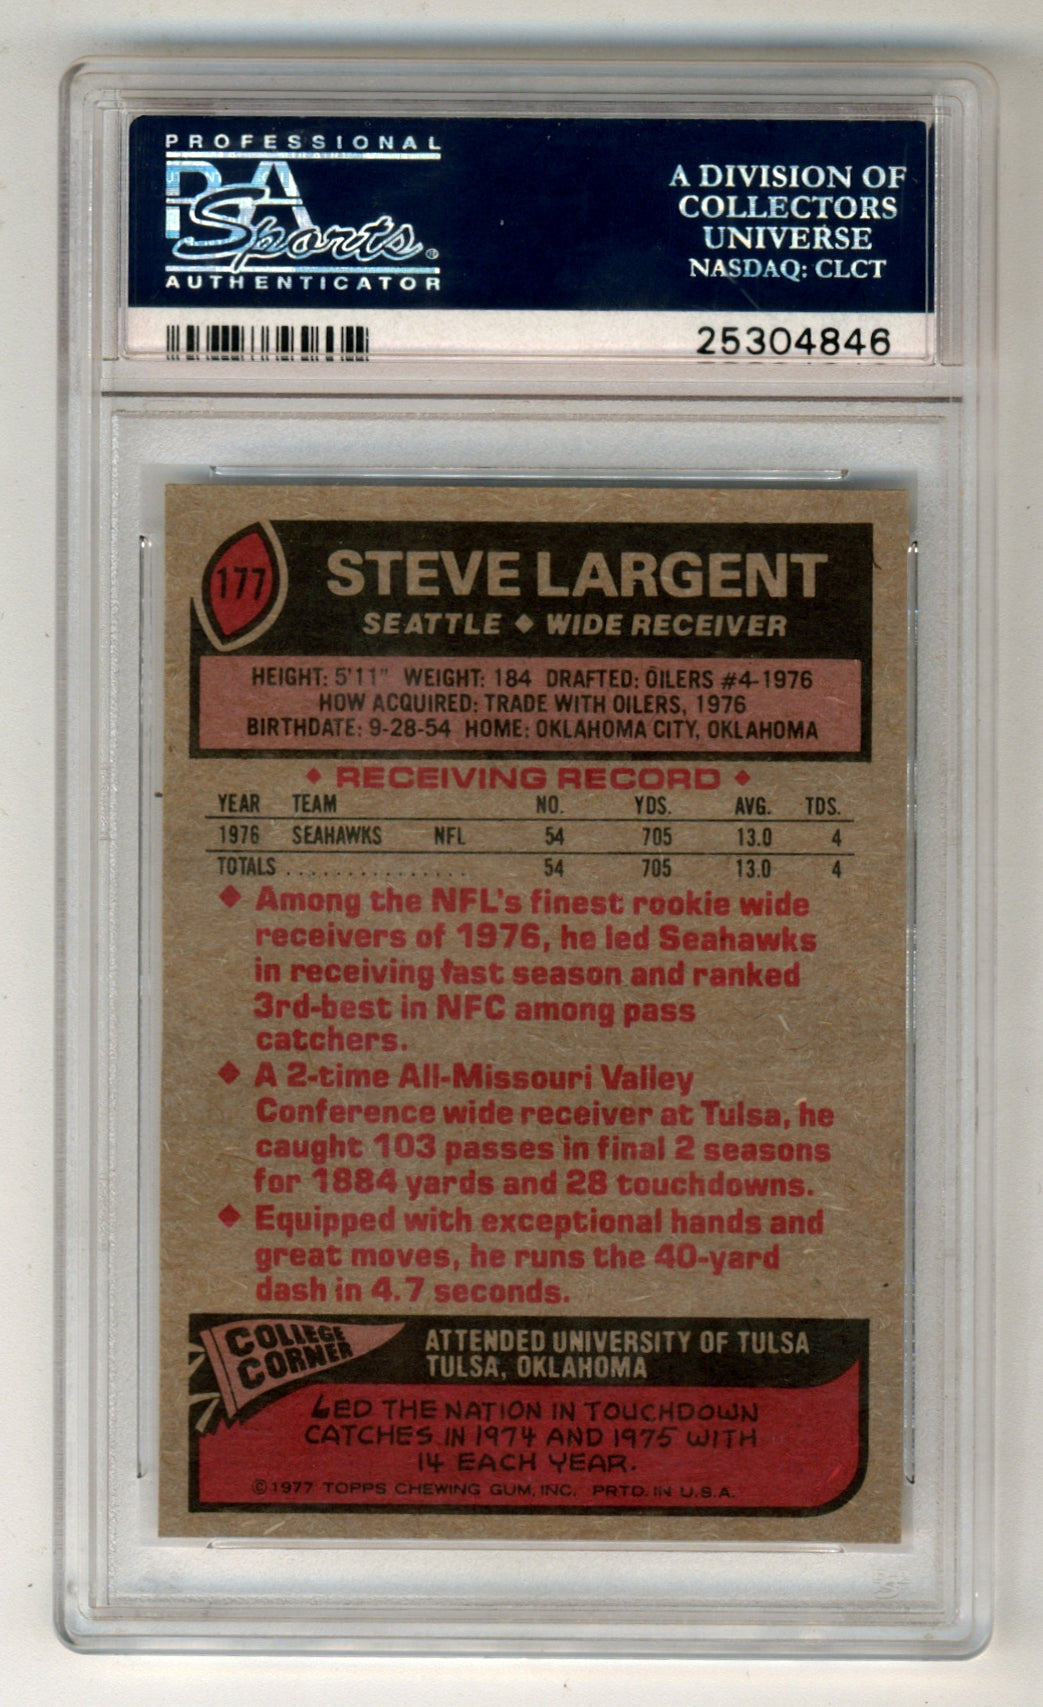 PROFESSIONAL
PSA
Sports®
AUTHENTICATOR
A DIVISION OF
COLLECTORS
UNIVERSE
NASDAQ: CLCT
25304846
177
STEVE LARGENT
SEATTLE ♦ WIDE RECEIVER
HEIGHT: 5'11" WEIGHT: 184 DRAFTED: OILERS #4-1976
HOW ACQUIRED: TRADE WITH OILERS, 1976
BIRTHDATE: 9-28-54 HOME: OKLAHOMA CITY, OKLAHOMA
♦ RECEIVING RECORD ♦
YEAR TEAM NO. YDS. AVG. TDS.
1976 SEAHAWKS NFL 54 705 13.0 4
TOTALS ................ 54 705 13.0 4
♦ Among the NFL's finest rookie wide
receivers of 1976, he led Seahawks
in receiving last season and ranked
3rd-best in NFC among pass
catchers.
♦ A 2-time All-Missouri Valley
Conference wide receiver at Tulsa, he
caught 103 passes in final 2 seasons
for 1884 yards and 28 touchdowns.
♦ Equipped with exceptional hands and
great moves, he runs the 40-yard
dash in 4.7 seconds.
COLLEGE
CORNER
ATTENDED UNIVERSITY OF TULSA
TULSA, OKLAHOMA
LED THE NATION IN TOUCHDOWN
CATCHES IN 1974 AND 1975 WITH
14 EACH YEAR.
©1977 TOPPS CHEWING GUM, INC. PRTD. IN U.S.A.